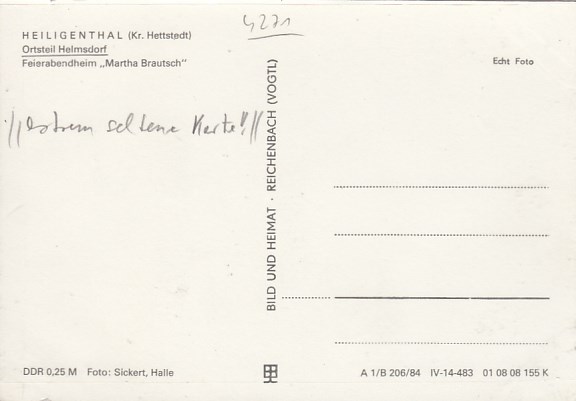 4271
HEILIGENTHAL (Kr. Hettstedt)
Ortsteil Helmsdorf
Feierabendheim „Martha Brautsch"
Echt Foto
//extrem seltene Karte!!//
BILD UND HEIMAT · REICHENBACH (VOGTL)
DDR 0,25 M Foto: Sickert, Halle
A 1/B 206/84 IV-14-483 01 08 08 155 K